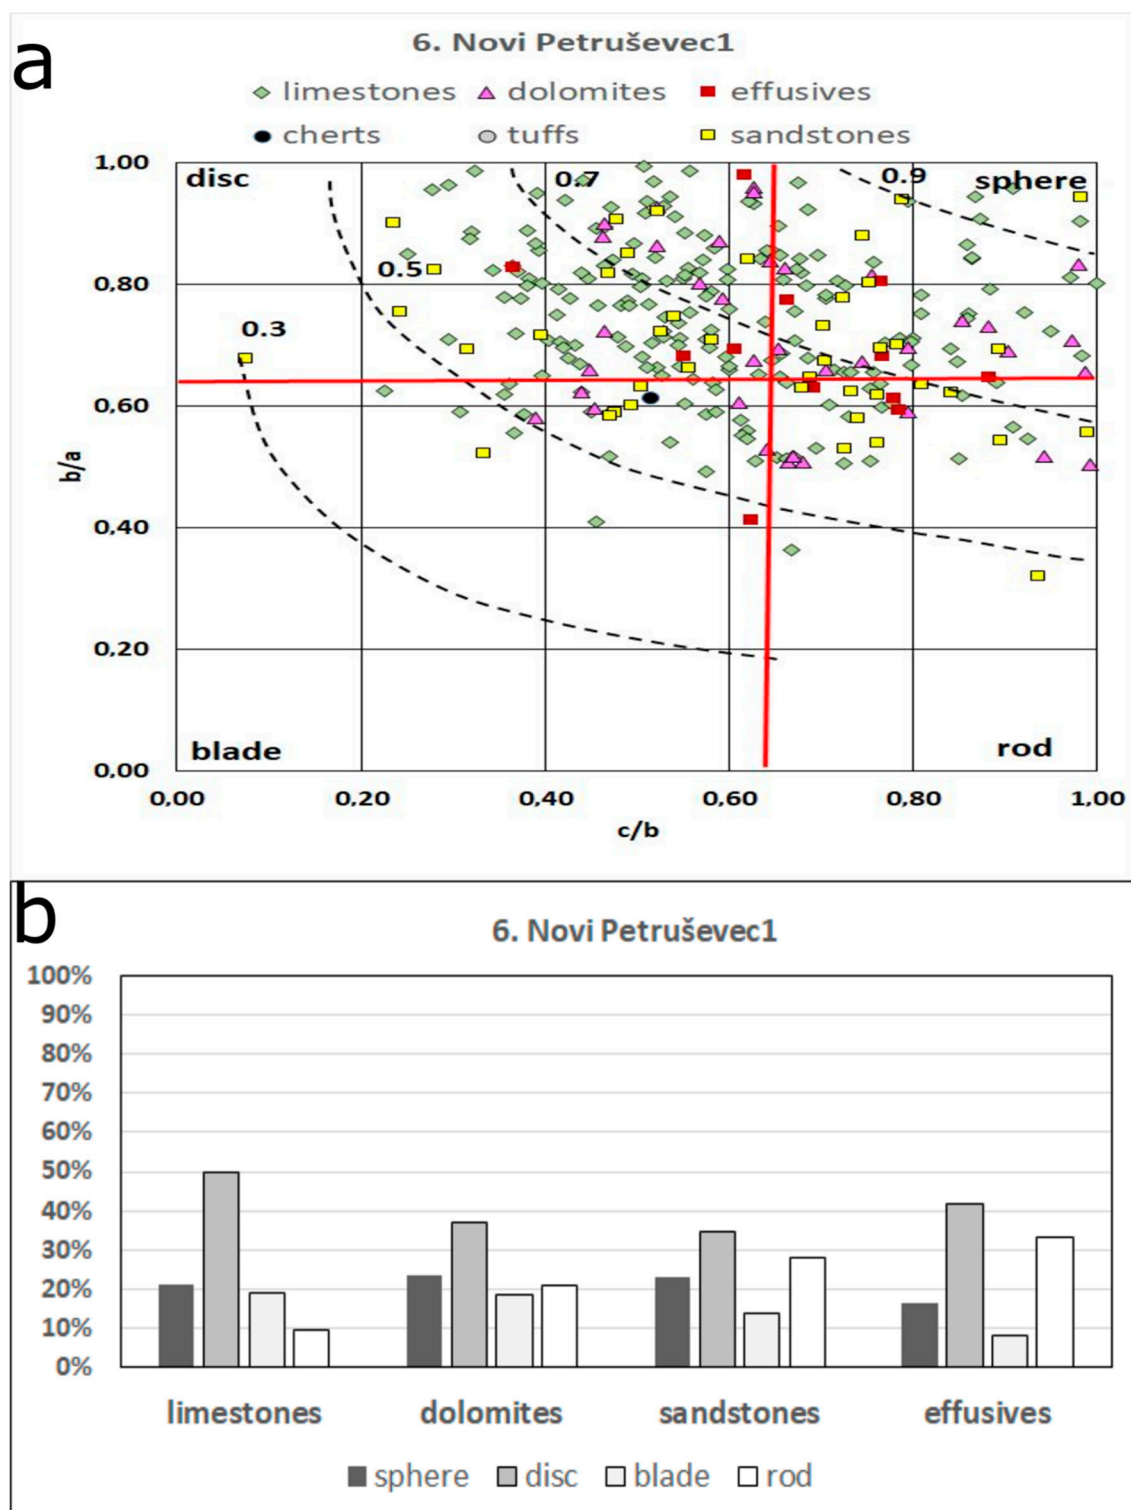 a
6. Novi Petruševec1
limestones dolomites effusives
cherts tuffs sandstones
1,00
disc 0.7 0.9 sphere
0,80
0.5
0.3
0,60
b/a
0,40
0,20
blade rod
0,00
0,00 0,20 0,40 0,60 0,80 1,00
c/b
b
6. Novi Petruševec1
100%
90%
80%
70%
60%
50%
40%
30%
20%
10%
0%
limestones dolomites sandstones effusives
sphere disc blade rod